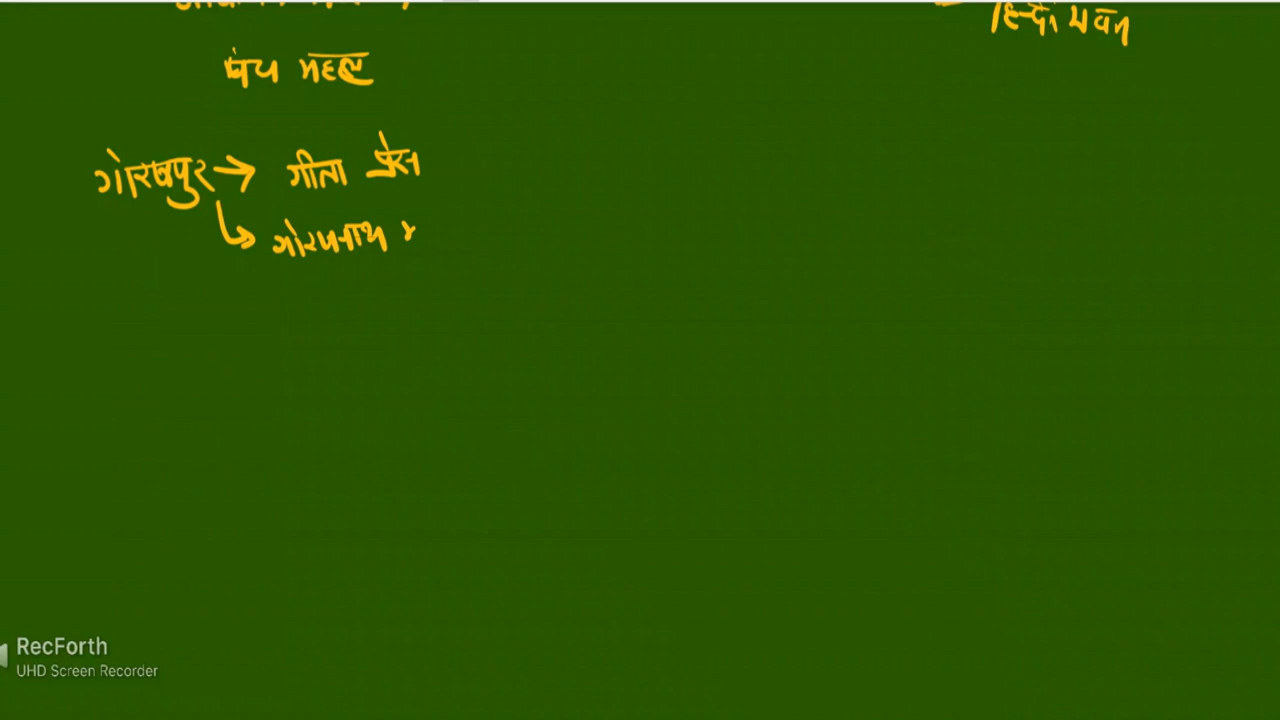 हिन्दी भवन
पंच महल
गोरखपुर → गीता प्रेस
↳ गोरखनाथ
RecForth
UHD Screen Recorder